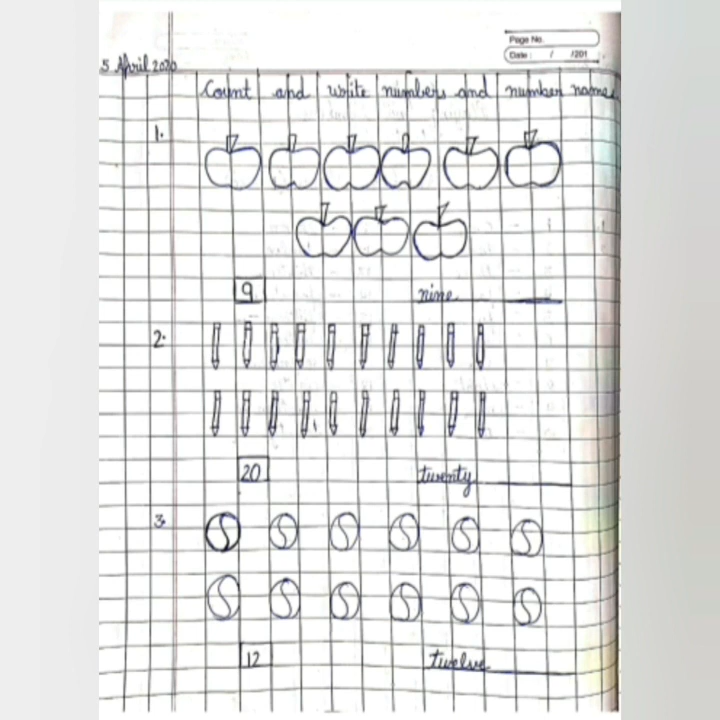 Page No.
Date : / /201
5 April 2020
Count and write numbers and number names
1.
9 nine
2.
20 twenty
3.
12 twelve